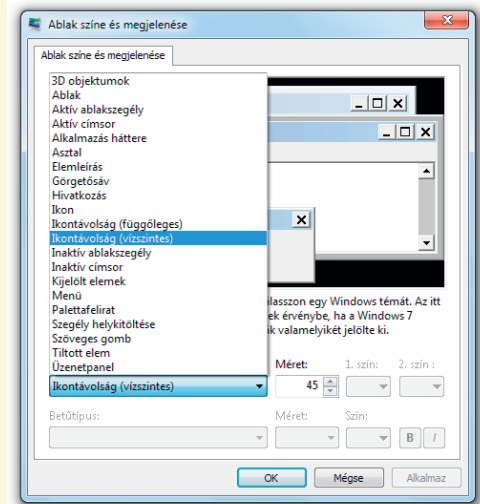 Ablak színe és megjelenése
Ablak színe és megjelenése
3D objektumok
Ablak
Aktív ablakszegély
Aktív címsor
Alkalmazás háttere
Asztal
Elemleírás
Görgetősáv
Hivatkozás
Ikon
Ikontávolság (függőleges)
Ikontávolság (vízszintes)
Inaktív ablakszegély
Inaktív címsor
Kijelölt elemek
Menü
Palettafelirat
Szegély helykitöltése
Szöveges gomb
Tiltott elem
Üzenetpanel
lasszon egy Windows témát. Az itt
ek érvénybe, ha a Windows 7
k valamelyikét jelölte ki.
Méret: 1. szín: 2. szín :
Ikontávolság (vízszintes) 45
Betűtípus: Méret: Szín:
B I
OK Mégse Alkalmaz